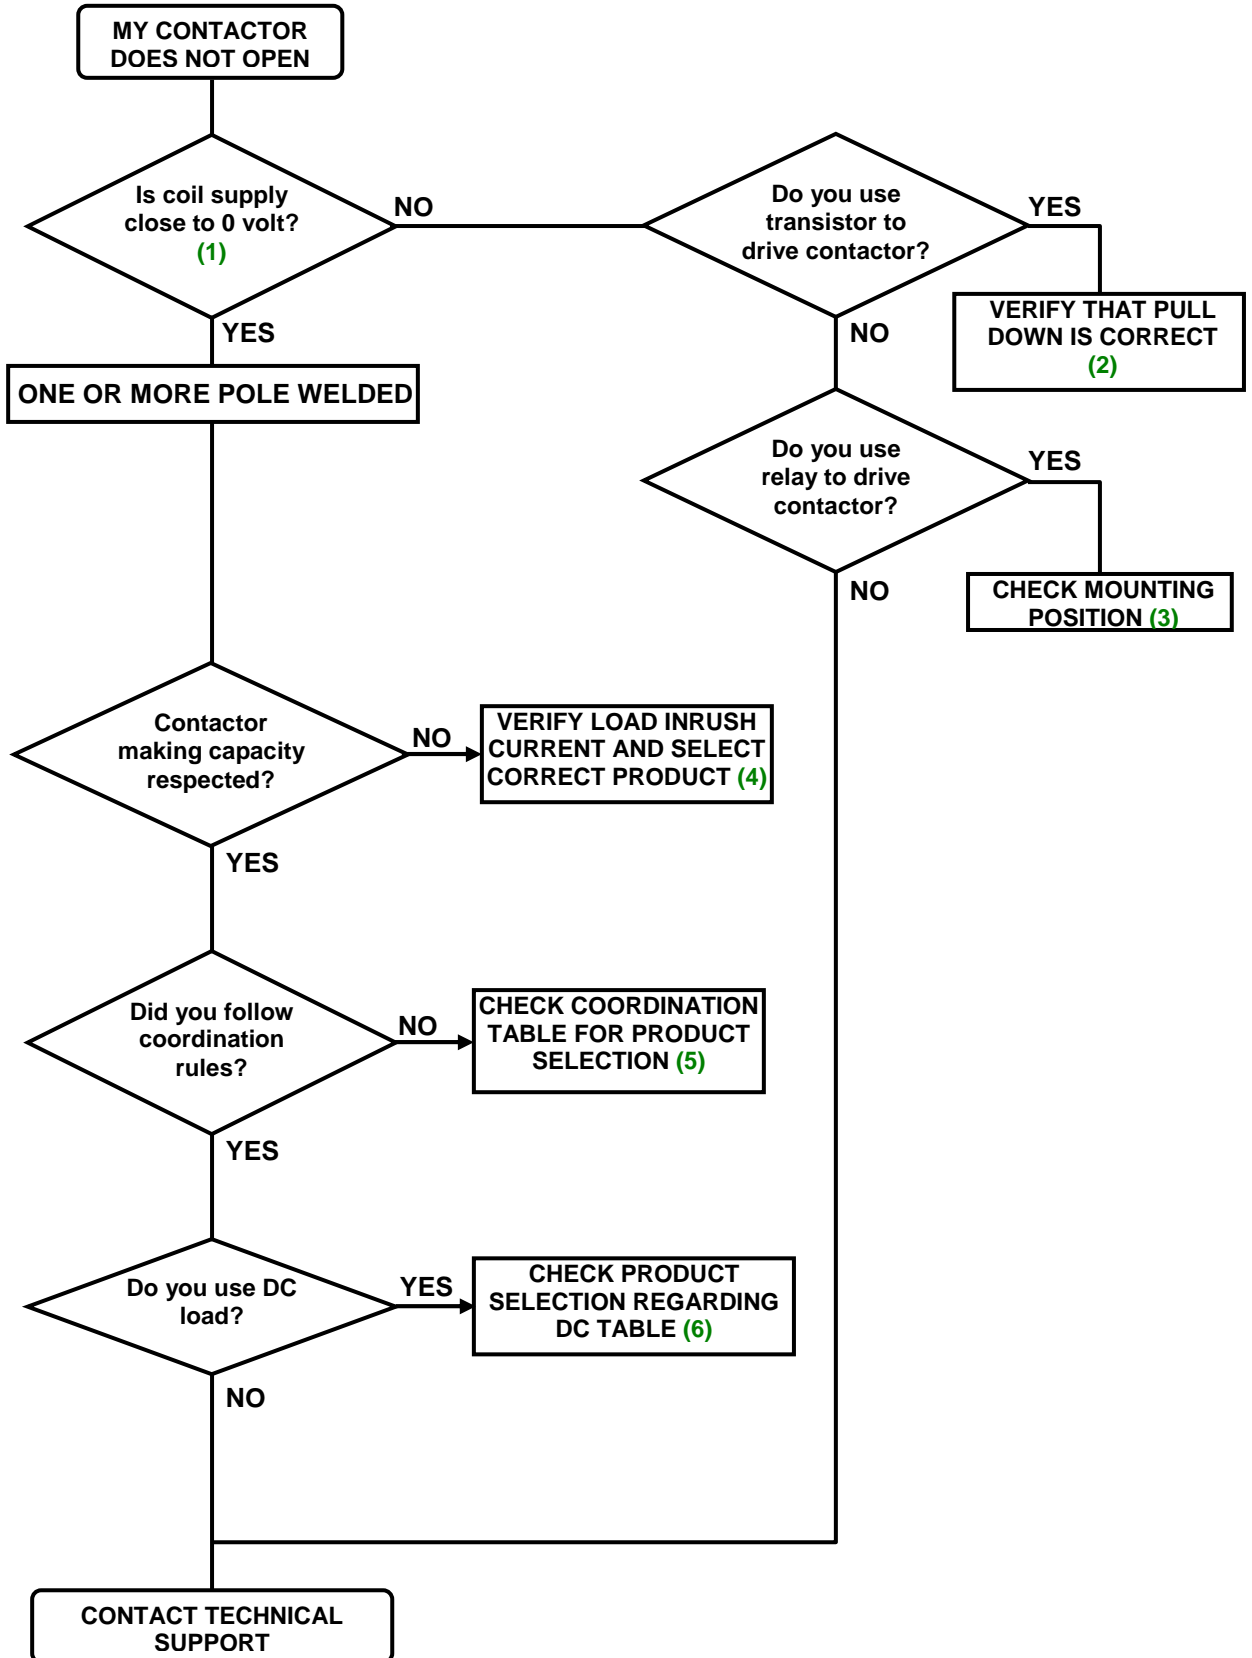 MY CONTACTOR
DOES NOT OPEN
Is coil supply
close to 0 volt?
(1)
NO
YES
Do you use
transistor to
drive contactor?
YES
NO
VERIFY THAT PULL
DOWN IS CORRECT
(2)
ONE OR MORE POLE WELDED
Do you use
relay to drive
contactor?
YES
NO
CHECK MOUNTING
POSITION (3)
Contactor
making capacity
respected?
NO
YES
VERIFY LOAD INRUSH
CURRENT AND SELECT
CORRECT PRODUCT (4)
Did you follow
coordination
rules?
NO
YES
CHECK COORDINATION
TABLE FOR PRODUCT
SELECTION (5)
Do you use DC
load?
YES
NO
CHECK PRODUCT
SELECTION REGARDING
DC TABLE (6)
CONTACT TECHNICAL
SUPPORT